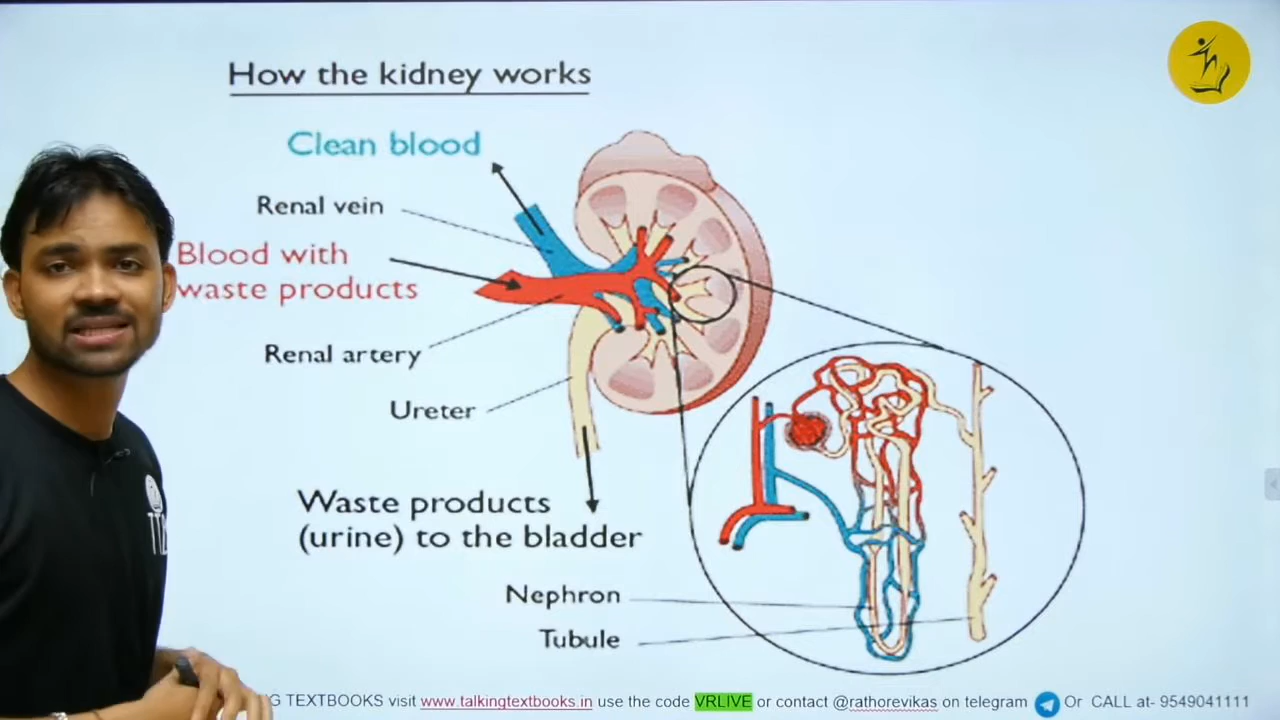 How the kidney works
Clean blood
Renal vein
Blood with
waste products
Renal artery
Ureter
Waste products
(urine) to the bladder
Nephron
Tubule
G TEXTBOOKS visit www.talkingtextbooks.in use the code VRLIVE or contact @rathorevikas on telegram Or CALL at- 9549041111